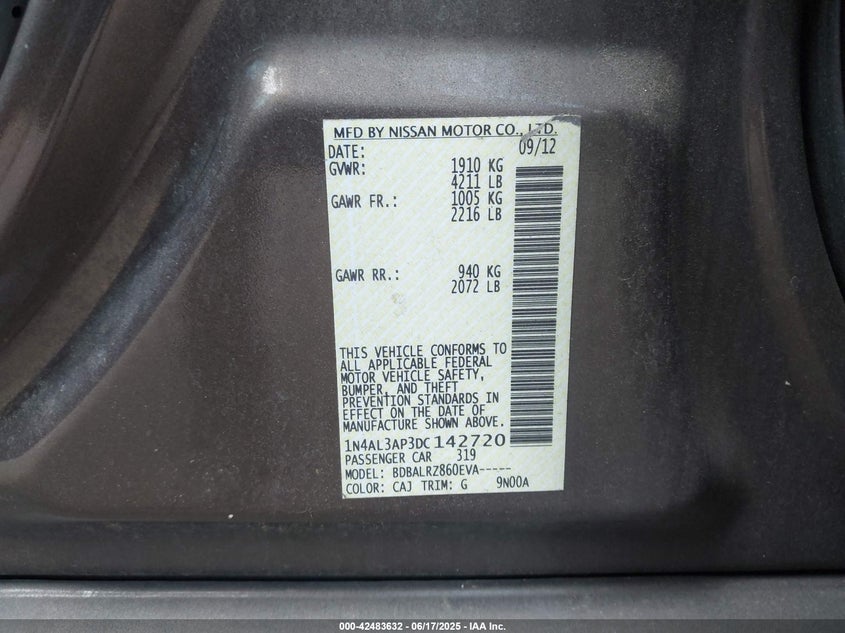 MFD BY NISSAN MOTOR CO., LTD.
DATE: 09/12
GVWR: 1910 KG
4211 LB
GAWR FR.: 1005 KG
2216 LB
GAWR RR.: 940 KG
2072 LB
THIS VEHICLE CONFORMS TO
ALL APPLICABLE FEDERAL
MOTOR VEHICLE SAFETY,
BUMPER, AND THEFT
PREVENTION STANDARDS IN
EFFECT ON THE DATE OF
MANUFACTURE SHOWN ABOVE.
1N4AL3AP3DC142720
PASSENGER CAR 319
MODEL: BDBALRZ860EVA-----
COLOR: CAJ TRIM: G 9N00A
000-42483632 - 06/17/2025 - IAA Inc.